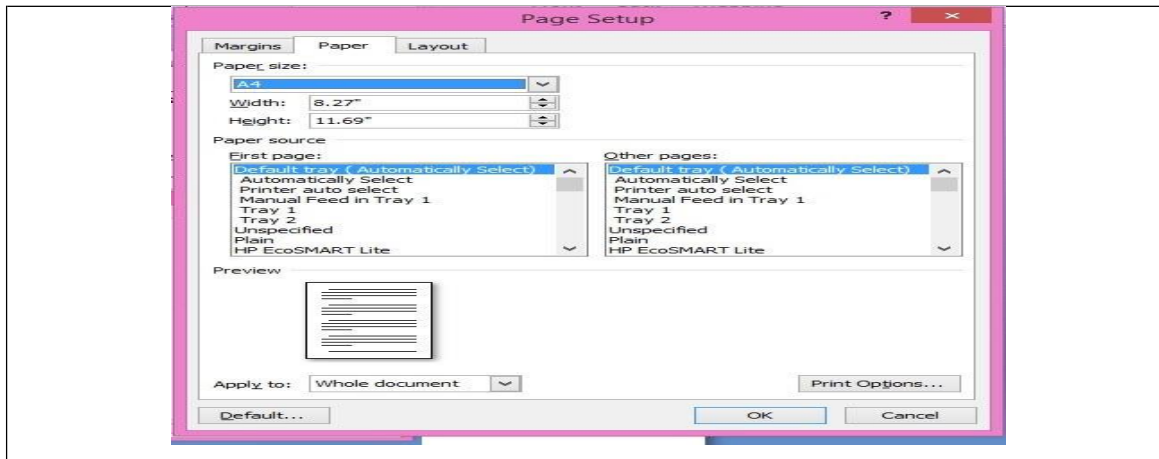 Page Setup
?
Margins Paper Layout
Paper size:
A4
Width: 8.27"
Height: 11.69"
Paper source
First page:
Default tray ( Automatically Select)
Automatically Select
Printer auto select
Manual Feed in Tray 1
Tray 1
Tray 2
Unspecified
Plain
HP EcoSMART Lite
Other pages:
Default tray ( Automatically Select)
Automatically Select
Printer auto select
Manual Feed in Tray 1
Tray 1
Tray 2
Unspecified
Plain
HP EcoSMART Lite
Preview
Apply to: Whole document
Print Options...
Default... OK Cancel